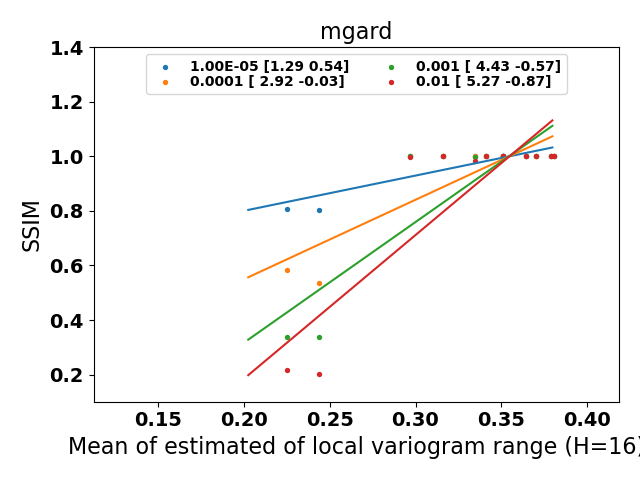 mgard
1.00E-05 [1.29 0.54]
0.0001 [ 2.92 -0.03]
0.001 [ 4.43 -0.57]
0.01 [ 5.27 -0.87]
SSIM
1.4
1.2
1.0
0.8
0.6
0.4
0.2
0.15 0.20 0.25 0.30 0.35 0.40
Mean of estimated of local variogram range (H=16)